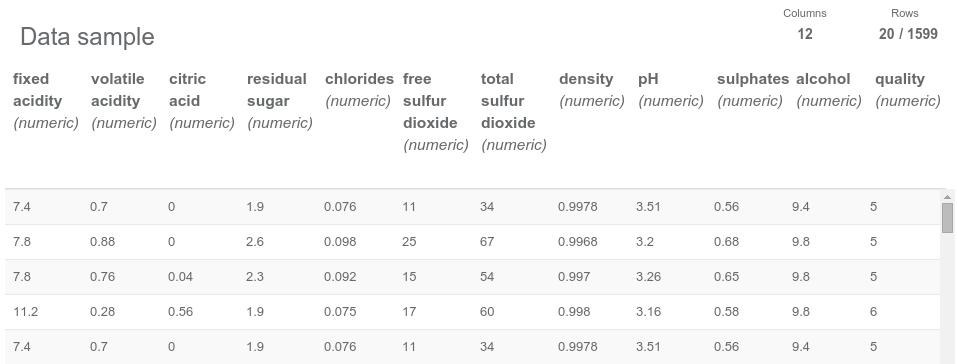 Columns Rows
Data sample 12 20 / 1599
fixed volatile citric residual chlorides free total density pH sulphates alcohol quality
acidity acidity acid sugar (numeric) sulfur sulfur (numeric) (numeric) (numeric) (numeric) (numeric)
(numeric) (numeric) (numeric) (numeric) dioxide dioxide
(numeric) (numeric)
7.4 0.7 0 1.9 0.076 11 34 0.9978 3.51 0.56 9.4 5
7.8 0.88 0 2.6 0.098 25 67 0.9968 3.2 0.68 9.8 5
7.8 0.76 0.04 2.3 0.092 15 54 0.997 3.26 0.65 9.8 5
11.2 0.28 0.56 1.9 0.075 17 60 0.998 3.16 0.58 9.8 6
7.4 0.7 0 1.9 0.076 11 34 0.9978 3.51 0.56 9.4 5